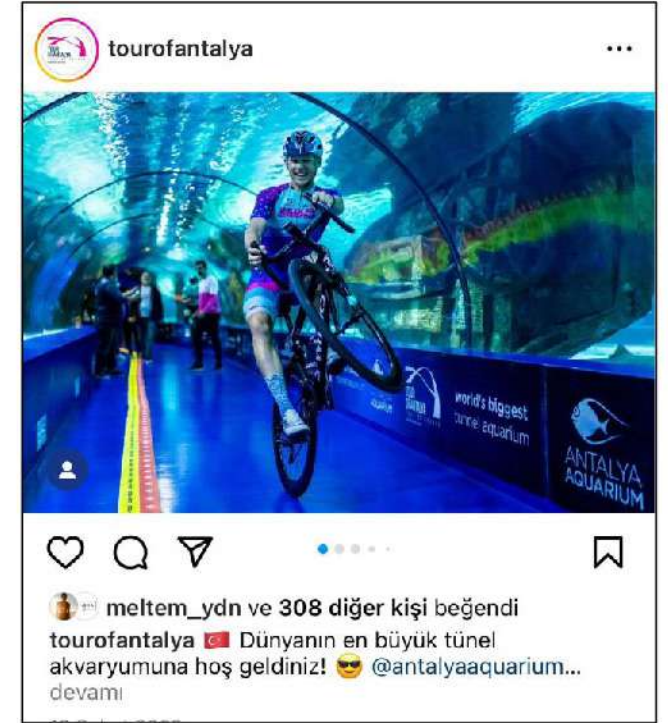 tourofantalya
world's biggest
tunnel aquarium
ANTALYA
AQUARIUM
meltem_ydn ve 308 diğer kişi beğendi
tourofantalya 🇹🇷 Dünyanın en büyük tünel
akvaryumuna hoş geldiniz! 😎 @antalyaaquarium...
devamı